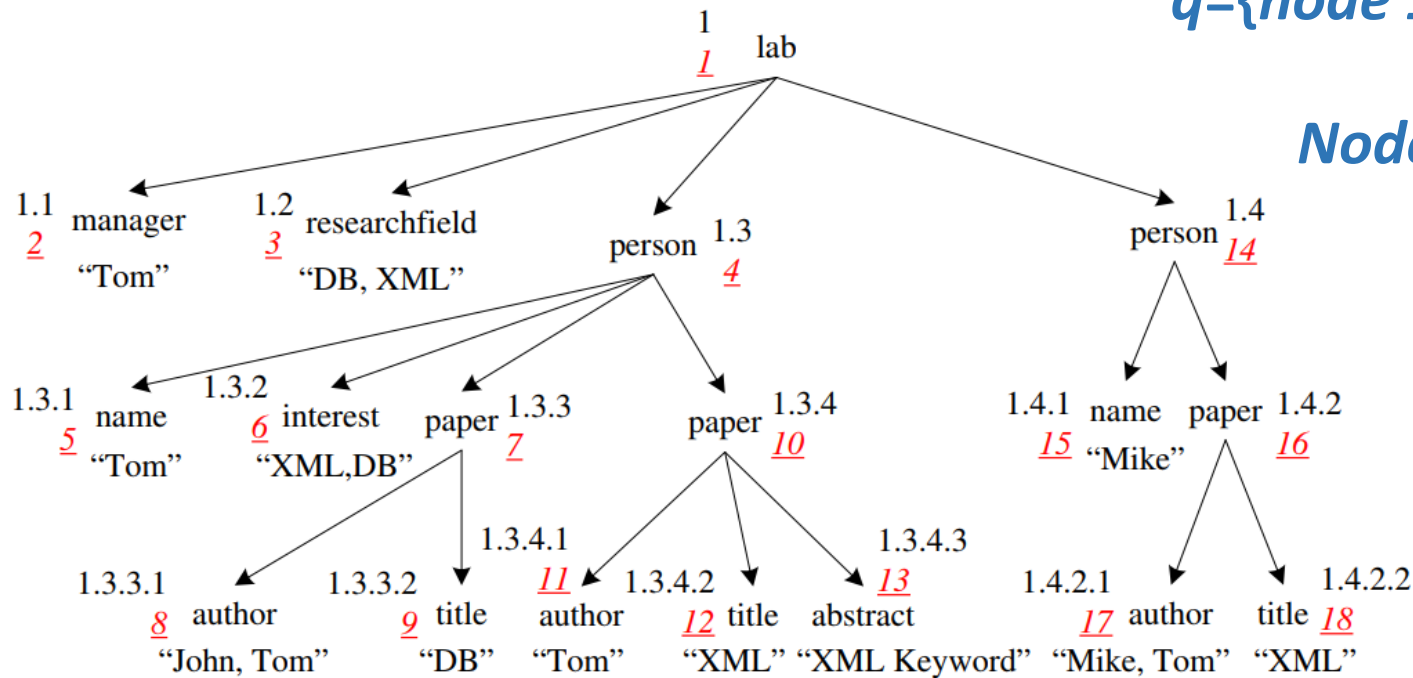 q={node
1
lab
1
Node
1.1
manager
2
"Tom"
1.2
researchfield
3
"DB, XML"
person
1.3
4
1.4
person
14
1.3.1
name
5
"Tom"
1.3.2
interest
6
"XML,DB"
paper
1.3.3
7
paper
1.3.4
10
1.4.1
name
15
"Mike"
paper
1.4.2
16
1.3.3.1
author
8
"John, Tom"
1.3.3.2
title
9
"DB"
1.3.4.1
11
author
"Tom"
1.3.4.2
title
12
"XML"
1.3.4.3
13
abstract
"XML Keyword"
1.4.2.1
author
17
"Mike, Tom"
1.4.2.2
title
18
"XML"